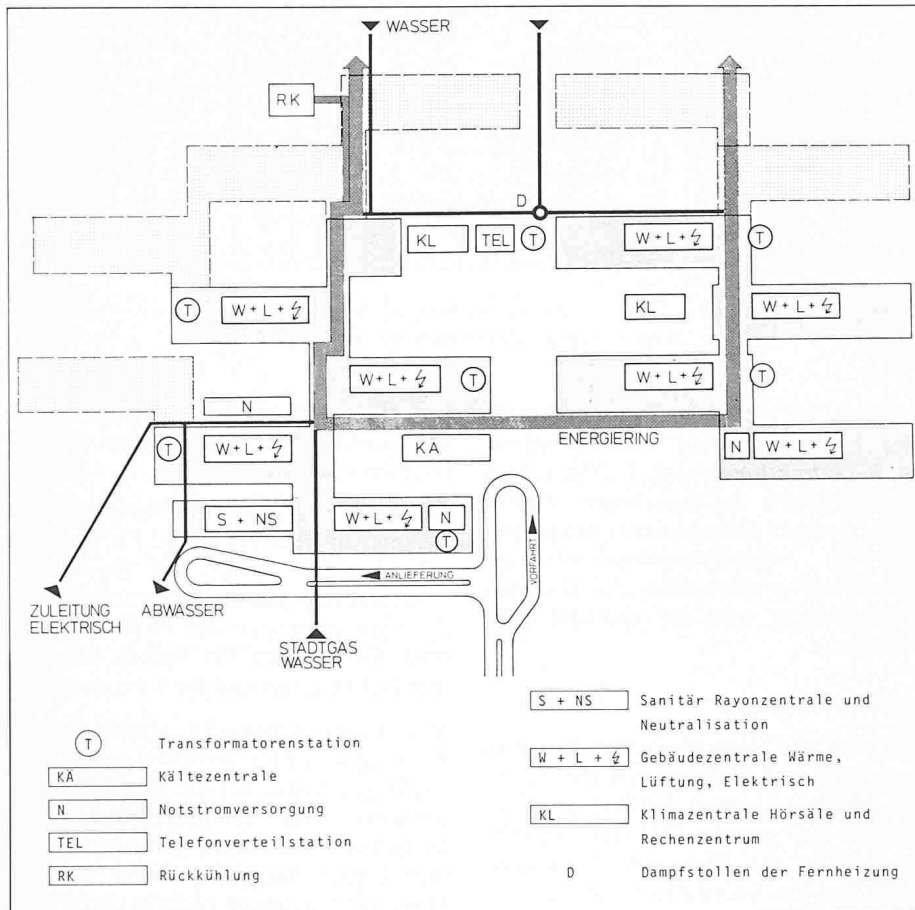 WASSER
RK
D
KL
TEL
T
W + L + ⚡
T
T
W + L + ⚡
KL
W + L + ⚡
W + L + ⚡
T
W + L + ⚡
T
N
ENERGIERING
T
W + L + ⚡
KÄ
N
W + L + ⚡
S + NS
W + L + ⚡
N
T
ANLIEFERUNG
VORFAHRT
ZULEITUNG
ELEKTRISCH
ABWASSER
STADTGAS
WASSER
T Transformatorenstation
KÄ Kältezentrale
N Notstromversorgung
TEL Telefonverteilstation
RK Rückkühlung
S + NS Sanitär Rayonzentrale und
Neutralisation
W + L + ⚡ Gebäudezentrale Wärme,
Lüftung, Elektrisch
KL Klimazentrale Hörsäle und
Rechenzentrum
D Dampfstollen der Fernheizung